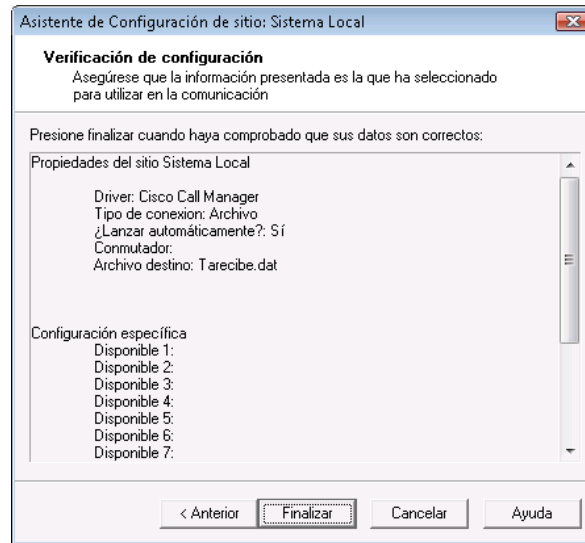 Asistente de Configuración de sitio: Sistema Local
Verificación de configuración
Asegúrese que la información presentada es la que ha seleccionado
para utilizar en la comunicación
Presione finalizar cuando haya comprobado que sus datos son correctos:
Propiedades del sitio Sistema Local
Driver: Cisco Call Manager
Tipo de conexion: Archivo
¿Lanzar automáticamente?: Sí
Conmutador:
Archivo destino: Tarecibe.dat
Configuración específica
Disponible 1:
Disponible 2:
Disponible 3:
Disponible 4:
Disponible 5:
Disponible 6:
Disponible 7:
< Anterior
Finalizar
Cancelar
Ayuda